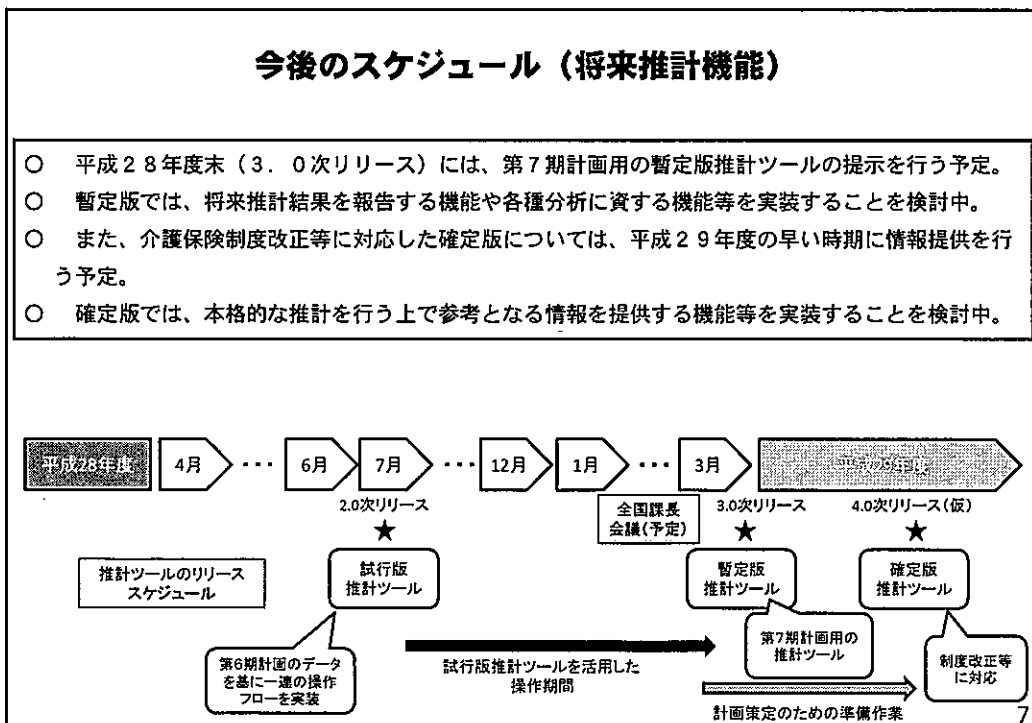 今後のスケジュール（将来推計機能）
○　平成２８年度末（３．０次リリース）には、第７期計画用の暫定版推計ツールの提示を行う予定。
○　暫定版では、将来推計結果を報告する機能や各種分析に資する機能等を実装することを検討中。
○　また、介護保険制度改正等に対応した確定版については、平成２９年度の早い時期に情報提供を行
う予定。
○　確定版では、本格的な推計を行う上で参考となる情報を提供する機能等を実装することを検討中。
平成28年度
4月
･･･
6月
7月
･･･
12月
1月
･･･
3月
平成29年度
2.0次リリース
全国課長
会議(予定)
3.0次リリース
4.0次リリース(仮)
★
★
★
推計ツールのリリース
スケジュール
試行版
推計ツール
暫定版
推計ツール
確定版
推計ツール
第6期計画のデータ
を基に一連の操作
フローを実装
試行版推計ツールを活用した
操作期間
第7期計画用の
推計ツール
制度改正等
に対応
計画策定のための準備作業
7